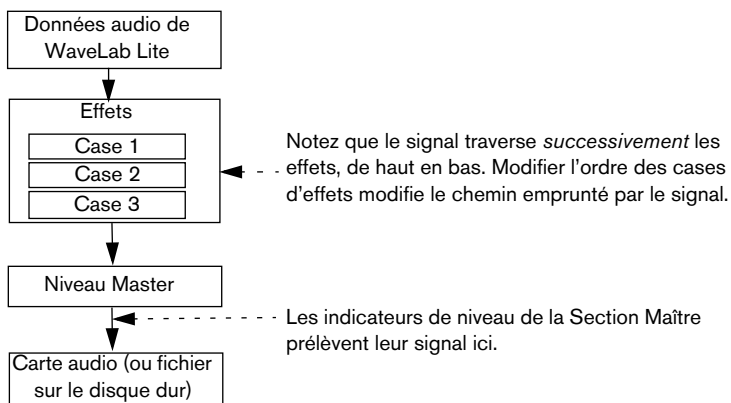 Données audio de
WaveLab Lite
Effets
Case 1
Case 2
Case 3
Notez que le signal traverse successivement les
effets, de haut en bas. Modifier l'ordre des cases
d'effets modifie le chemin emprunté par le signal.
Niveau Master
Les indicateurs de niveau de la Section Maître
prélèvent leur signal ici.
Carte audio (ou fichier
sur le disque dur)